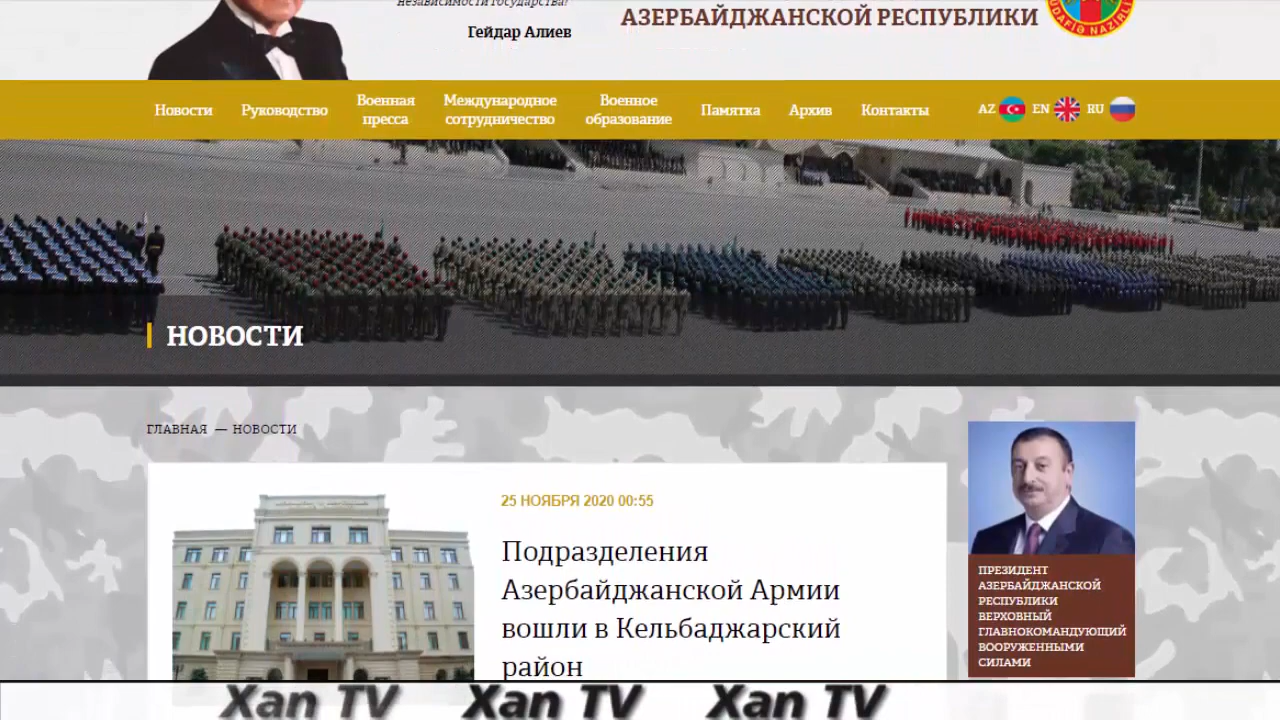 независимости государства!
Гейдар Алиев
АЗЕРБАЙДЖАНСКОЙ РЕСПУБЛИКИ
Новости
Руководство
Военная
пресса
Международное
сотрудничество
Военное
образование
Памятка
Архив
Контакты
AZ
EN
RU
НОВОСТИ
ГЛАВНАЯ — НОВОСТИ
25 НОЯБРЯ 2020 00:55
Подразделения
Азербайджанской Армии
вошли в Кельбаджарский
район
ПРЕЗИДЕНТ
АЗЕРБАЙДЖАНСКОЙ
РЕСПУБЛИКИ
ВЕРХОВНЫЙ
ГЛАВНОКОМАНДУЮЩИЙ
ВООРУЖЕННЫМИ
СИЛАМИ
Xan TV Xan TV Xan TV